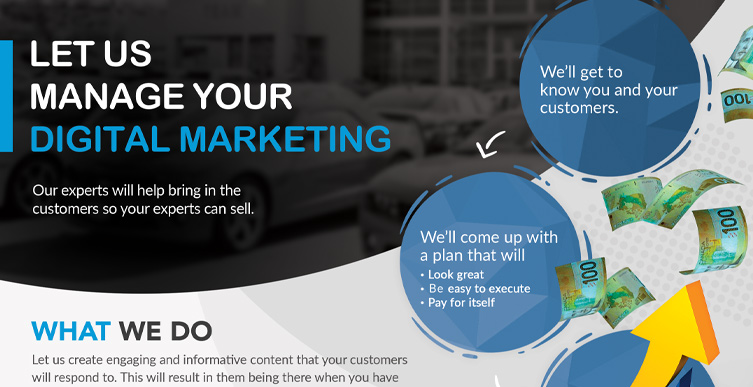 LET US
MANAGE YOUR
DIGITAL MARKETING
Our experts will help bring in the
customers so your experts can sell.
We'll get to
know you and your
customers.
100
We'll come up with
a plan that will
• Look great
• Be easy to execute
• Pay for itself
100
100
WHAT WE DO
Let us create engaging and informative content that your customers
will respond to. This will result in them being there when you have